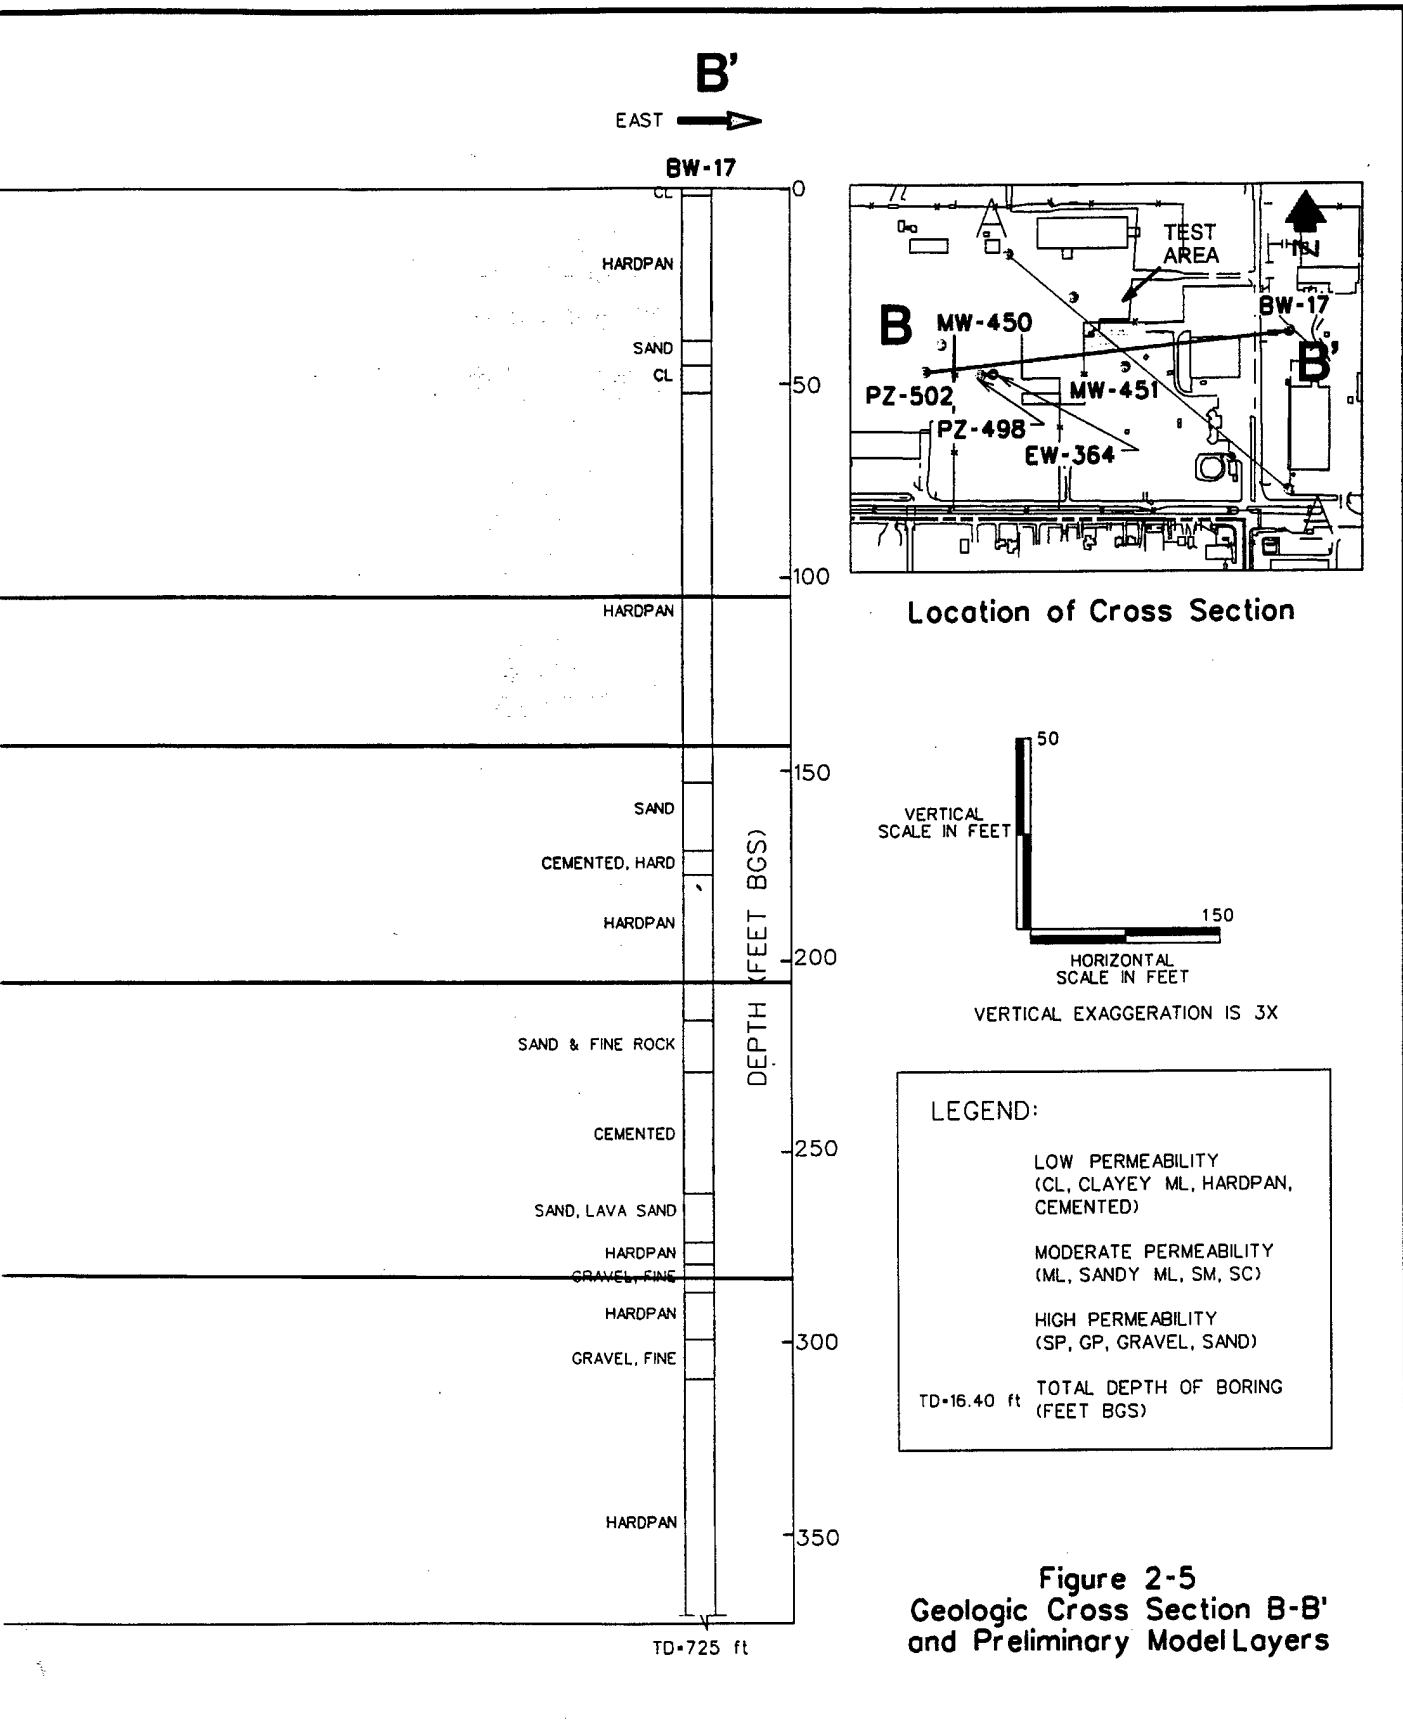 B'
EAST
BW-17
CL
HARDPAN
SAND
CL
HARDPAN
SAND
CEMENTED, HARD
HARDPAN
SAND & FINE ROCK
CEMENTED
SAND, LAVA SAND
HARDPAN
GRAVEL, FINE
HARDPAN
GRAVEL, FINE
HARDPAN
TD=725 ft
0
50
100
150
200
250
300
350
DEPTH (FEET BGS)
TEST
AREA
N
B
MW-450
BW-17
B'
PZ-502
MW-451
PZ-498
EW-364
Location of Cross Section
50
VERTICAL
SCALE IN FEET
150
HORIZONTAL
SCALE IN FEET
VERTICAL EXAGGERATION IS 3X
LEGEND:
LOW PERMEABILITY
(CL, CLAYEY ML, HARDPAN,
CEMENTED)
MODERATE PERMEABILITY
(ML, SANDY ML, SM, SC)
HIGH PERMEABILITY
(SP, GP, GRAVEL, SAND)
TD=16.40 ft
TOTAL DEPTH OF BORING
(FEET BGS)
Figure 2-5
Geologic Cross Section B-B'
and Preliminary Model Layers